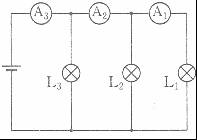 A₃ A₂ A₁
L₃ L₂ L₁